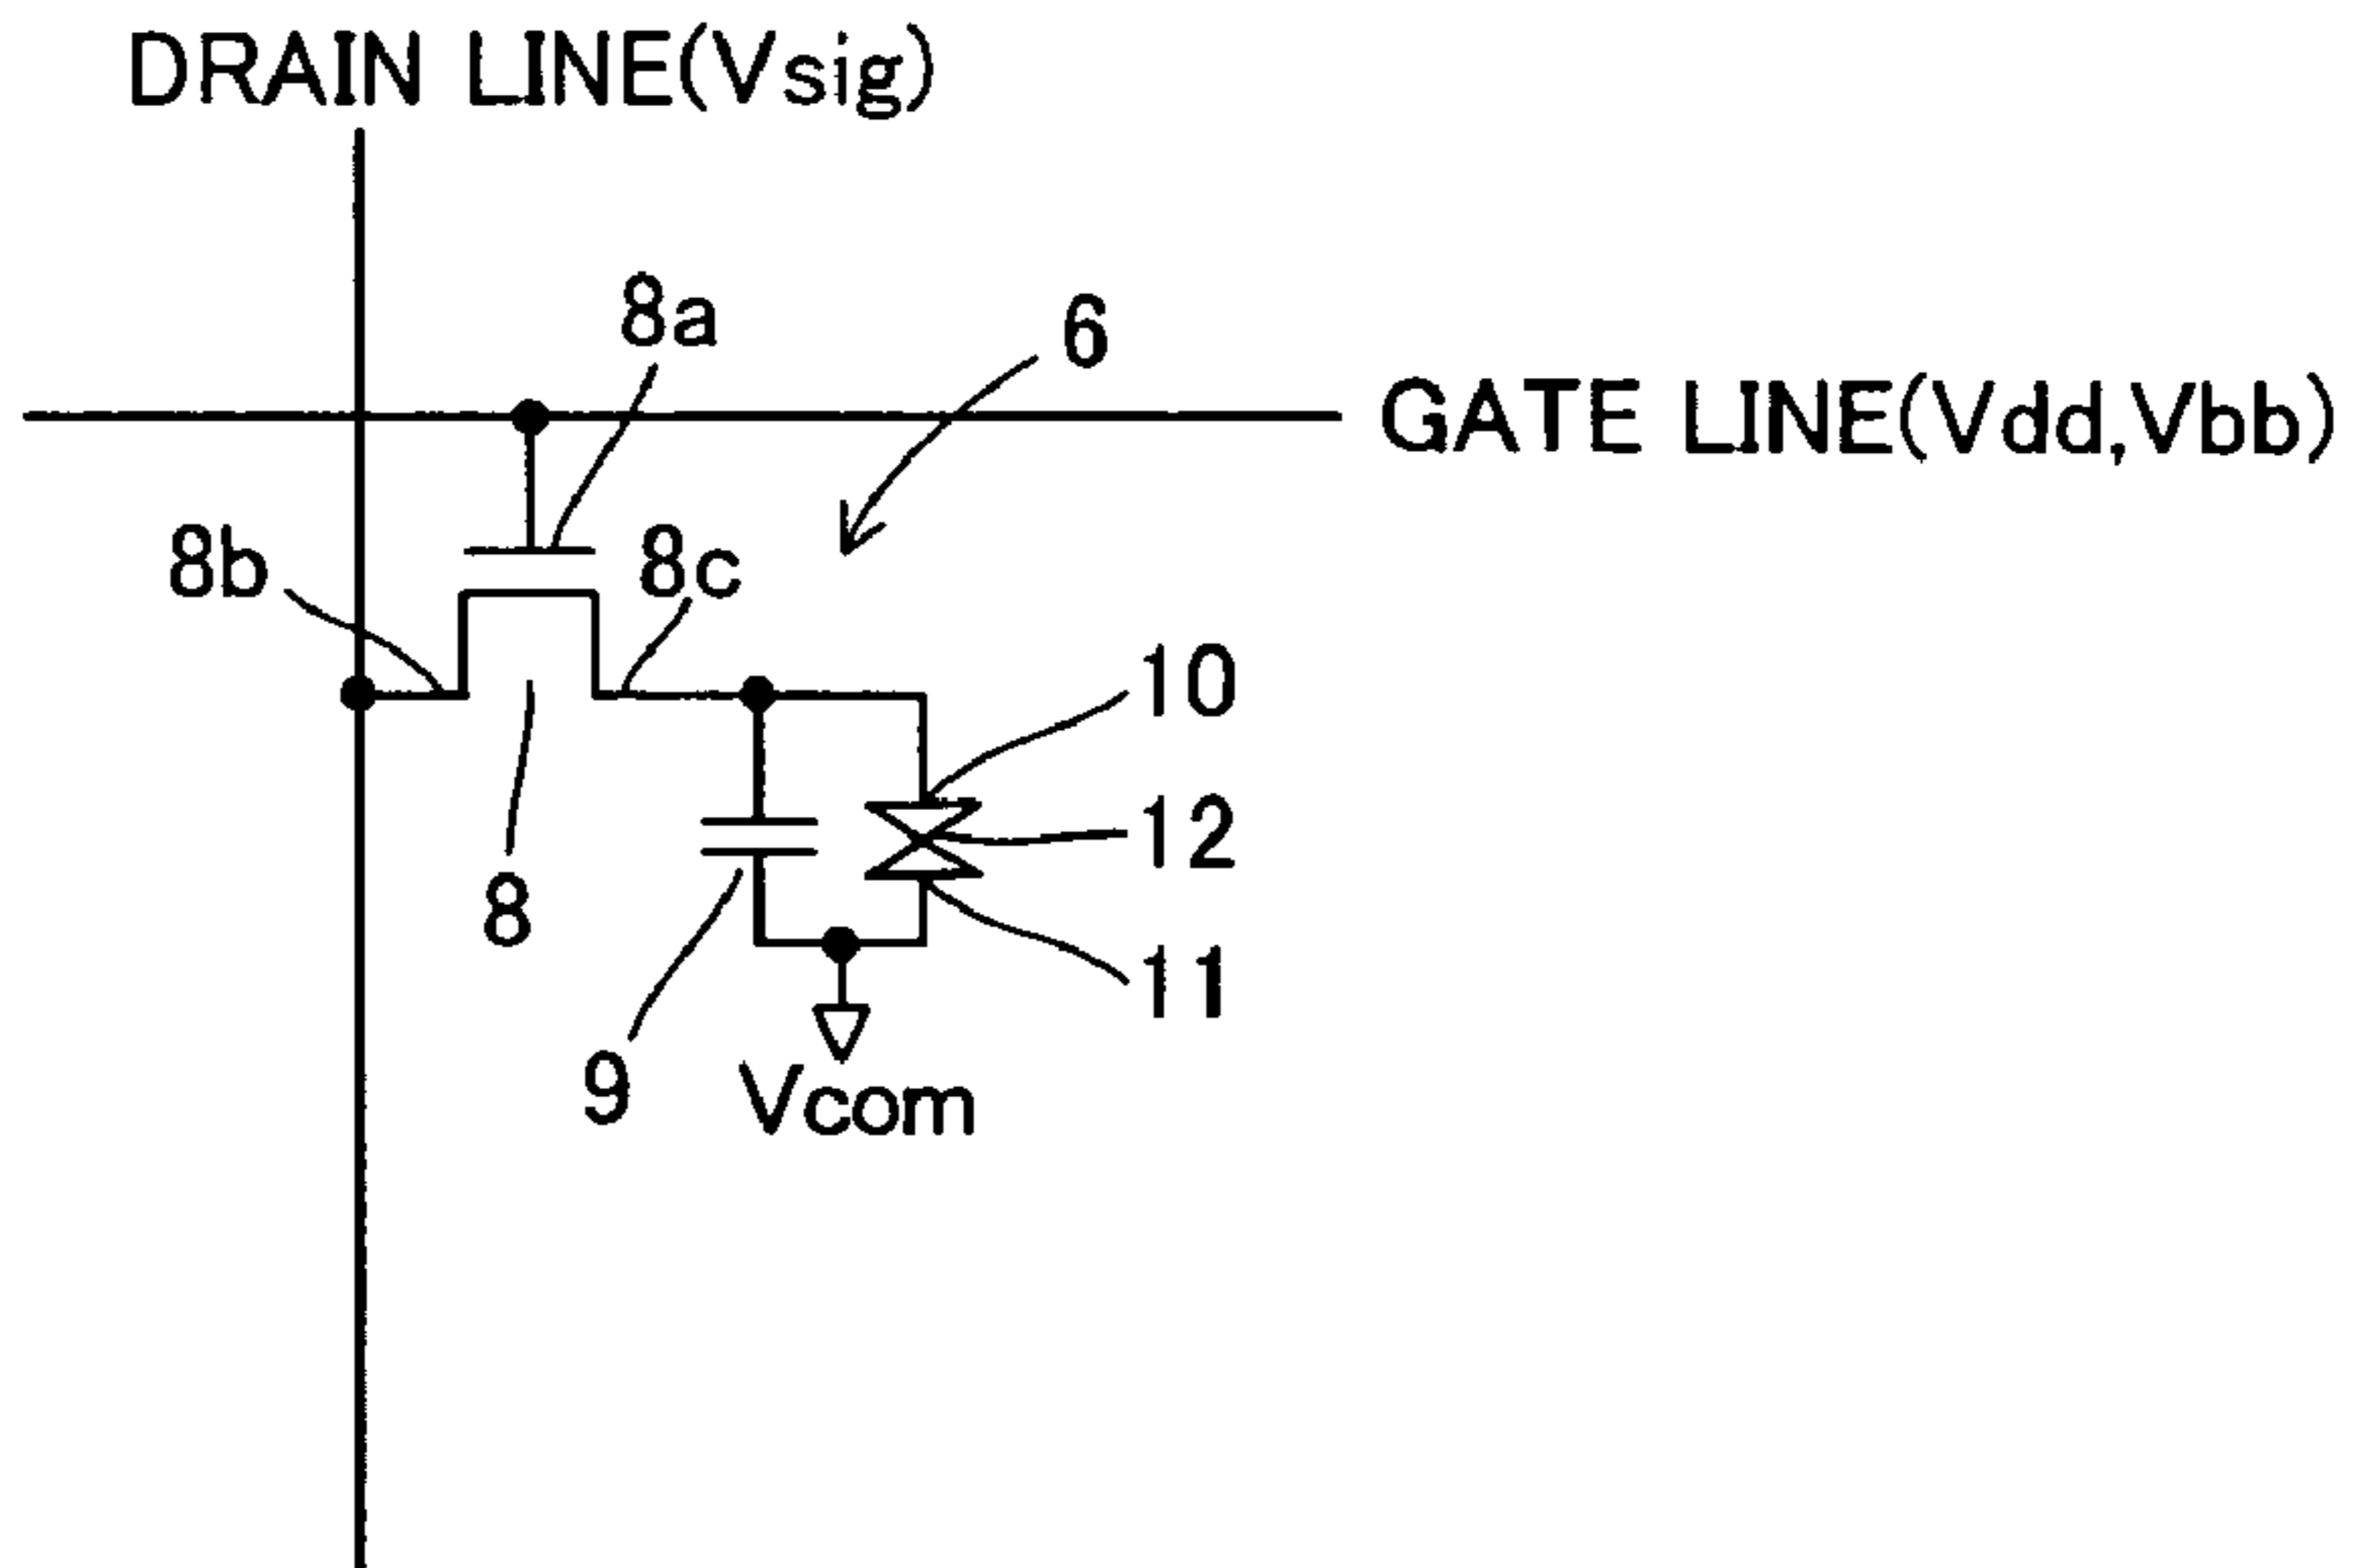 DRAIN LINE(Vsig)
8a
6
GATE LINE(Vdd,Vbb)
8b
8c
10
12
8
11
9
Vcom